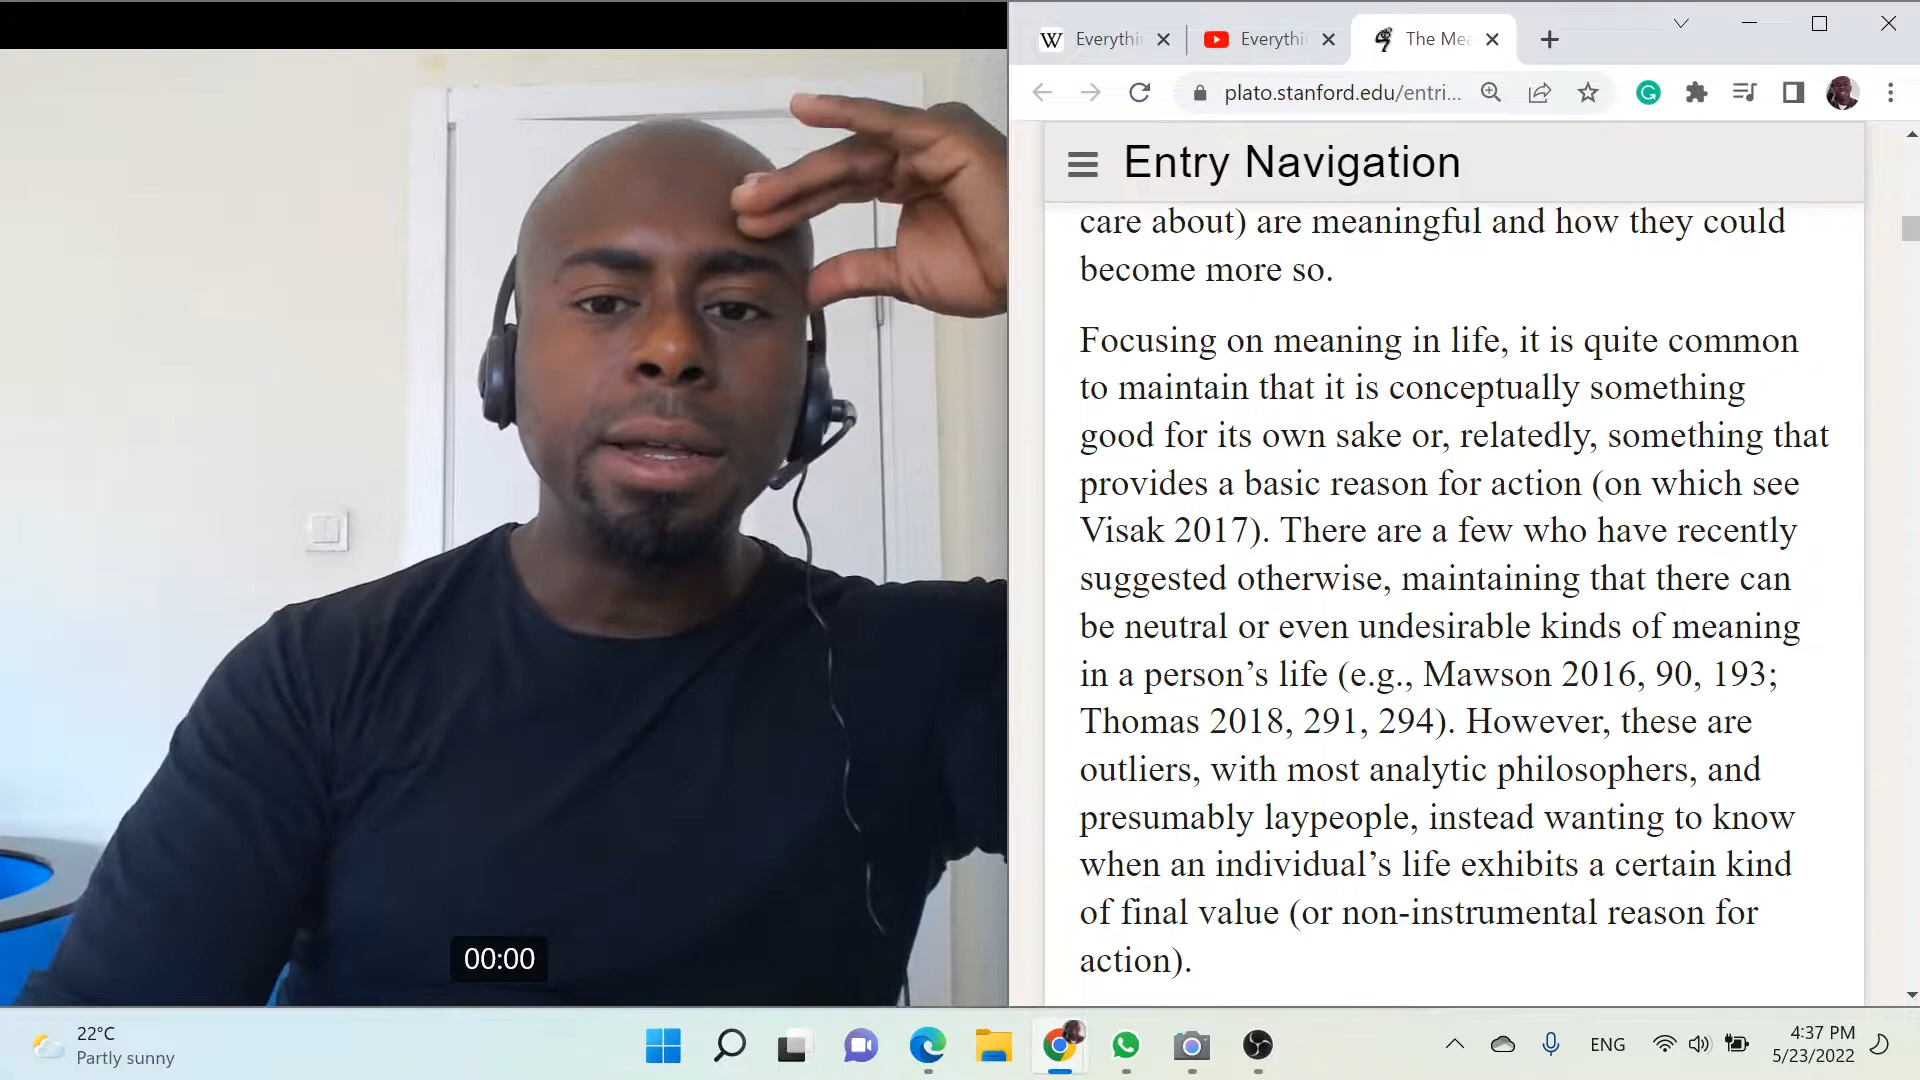 Everythi
Everythi
The Mea
plato.stanford.edu/entri...
Entry Navigation
care about) are meaningful and how they could
become more so.
Focusing on meaning in life, it is quite common
to maintain that it is conceptually something
good for its own sake or, relatedly, something that
provides a basic reason for action (on which see
Visak 2017). There are a few who have recently
suggested otherwise, maintaining that there can
be neutral or even undesirable kinds of meaning
in a person’s life (e.g., Mawson 2016, 90, 193;
Thomas 2018, 291, 294). However, these are
outliers, with most analytic philosophers, and
presumably laypeople, instead wanting to know
when an individual’s life exhibits a certain kind
of final value (or non-instrumental reason for
action).
00:00
22°C
Partly sunny
ENG
4:37 PM
5/23/2022